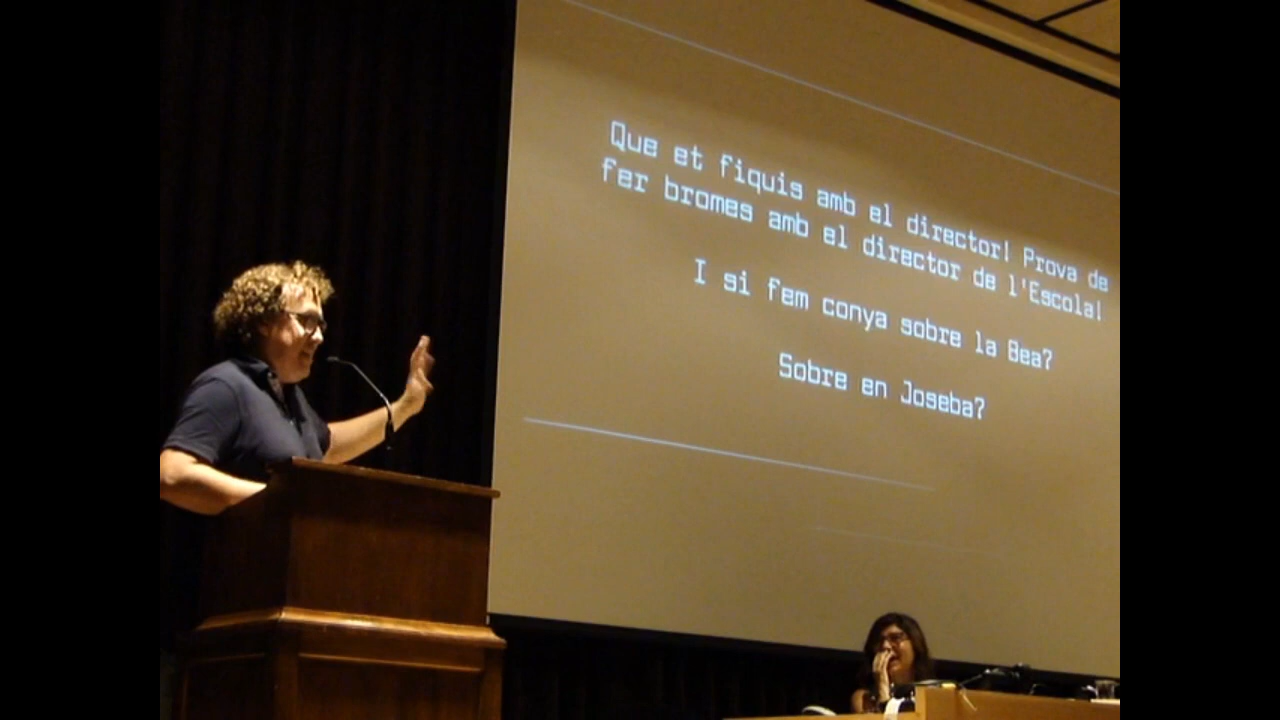 Que et fiquis amb el director! Prova de
fer bromes amb el director de l'Escola!
I si fem conya sobre la Bea?
Sobre en Joseba?